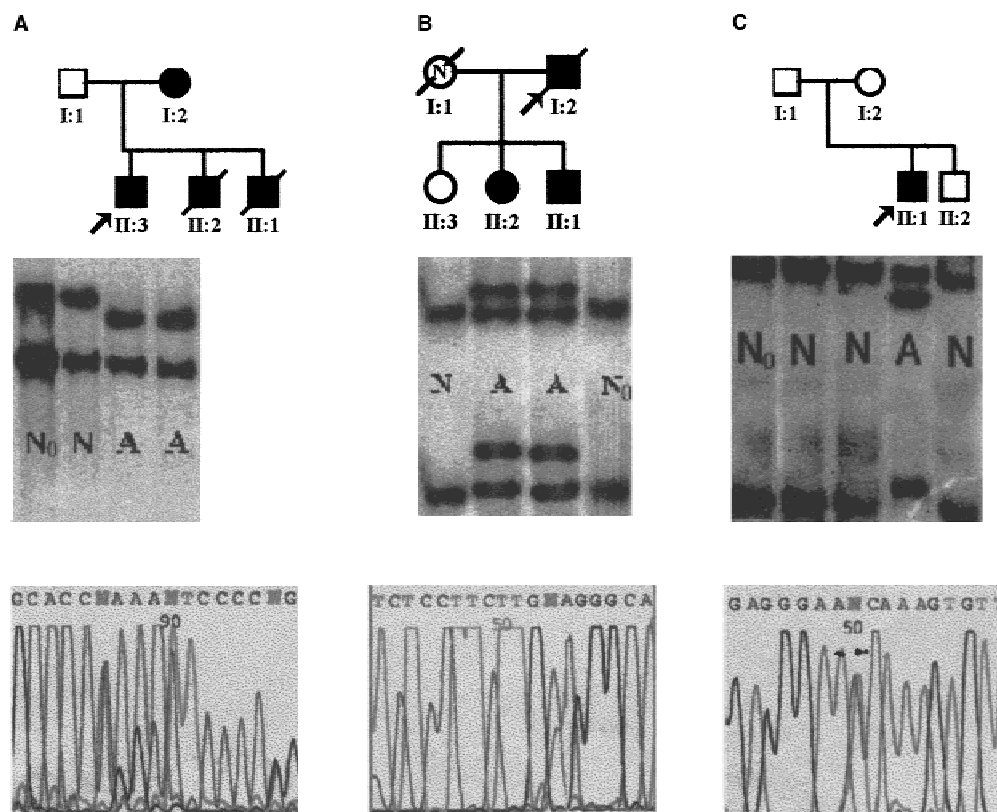 A B C
N
I:1 I:2 I:1 I:2 I:1 I:2
II:3 II:2 II:1 II:3 II:2 II:1 II:1 II:2
N₀ N A A
N A A N₀
N₀ N N A N
GCACCNAAANTCCCCNG
90
TCTCCTTCTTGNAGGGCA
50
GAGGGAANCAAAGTGT
50